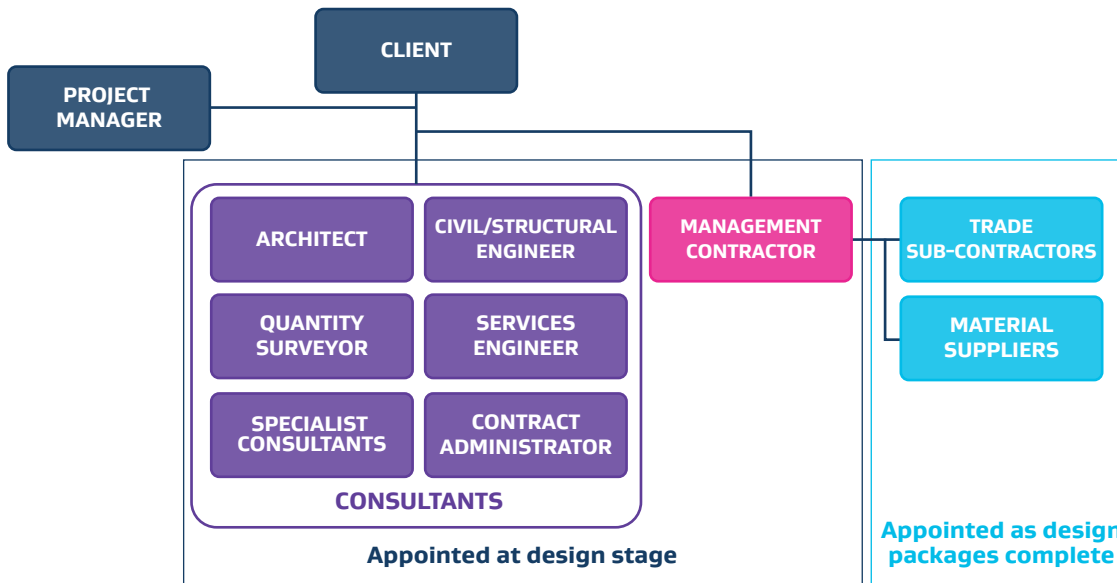 CLIENT
PROJECT
MANAGER
ARCHITECT
CIVIL/STRUCTURAL
ENGINEER
MANAGEMENT
CONTRACTOR
TRADE
SUB-CONTRACTORS
QUANTITY
SURVEYOR
SERVICES
ENGINEER
MATERIAL
SUPPLIERS
SPECIALIST
CONSULTANTS
CONTRACT
ADMINISTRATOR
CONSULTANTS
Appointed at design stage
Appointed as design
packages complete